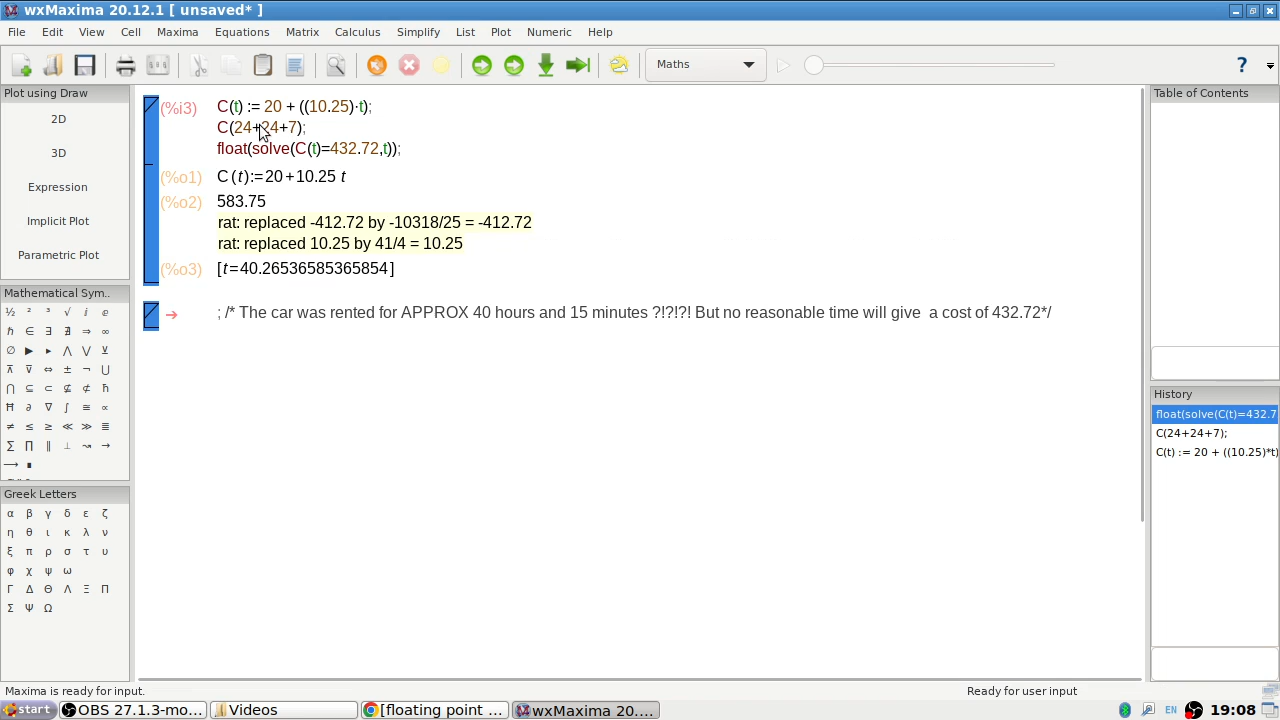 wxMaxima 20.12.1 [ unsaved* ]
File Edit View Cell Maxima Equations Matrix Calculus Simplify List Plot Numeric Help
Maths
?
Plot using Draw
2D
3D
Expression
Implicit Plot
Parametric Plot
Mathematical Sym..
½ ² ³ √ ⅈ ⅇ
ℏ ∈ ∃ ∄ ⇒ ∞
∅ ▶ ▸ ⋀ ⋁ ⊻
⊼ ⊽ ⇔ ± ¬ ⋃
⋂ ⊆ ⊂ ⊈ ⊄ ħ
Ħ ∂ ∇ ∫ ≅ ∝
≠ ≤ ≥ ≪ ≫ ≣
∑ ∏ ∥ ⟂ ↝ →
⟶ ∎
Greek Letters
α β γ δ ε ζ
η θ ι κ λ ν
ξ π ρ σ τ υ
φ χ ψ ω
Γ Δ Θ Λ Ξ Π
Σ Ψ Ω
(%i3) C(t) := 20 + ((10.25)·t);
C(24+24+7);
float(solve(C(t)=432.72,t));
(%o1) C(t):=20+10.25 t
(%o2) 583.75
rat: replaced -412.72 by -10318/25 = -412.72
rat: replaced 10.25 by 41/4 = 10.25
(%o3) [t=40.26536585365854]
; /* The car was rented for APPROX 40 hours and 15 minutes ?!?!?! But no reasonable time will give  a cost of 432.72*/
Table of Contents
History
float(solve(C(t)=432.7
C(24+24+7);
C(t) := 20 + ((10.25)*t)
Maxima is ready for input.
Ready for user input
start
OBS 27.1.3-mo...
Videos
[floating point ...
wxMaxima 20....
EN
19:08